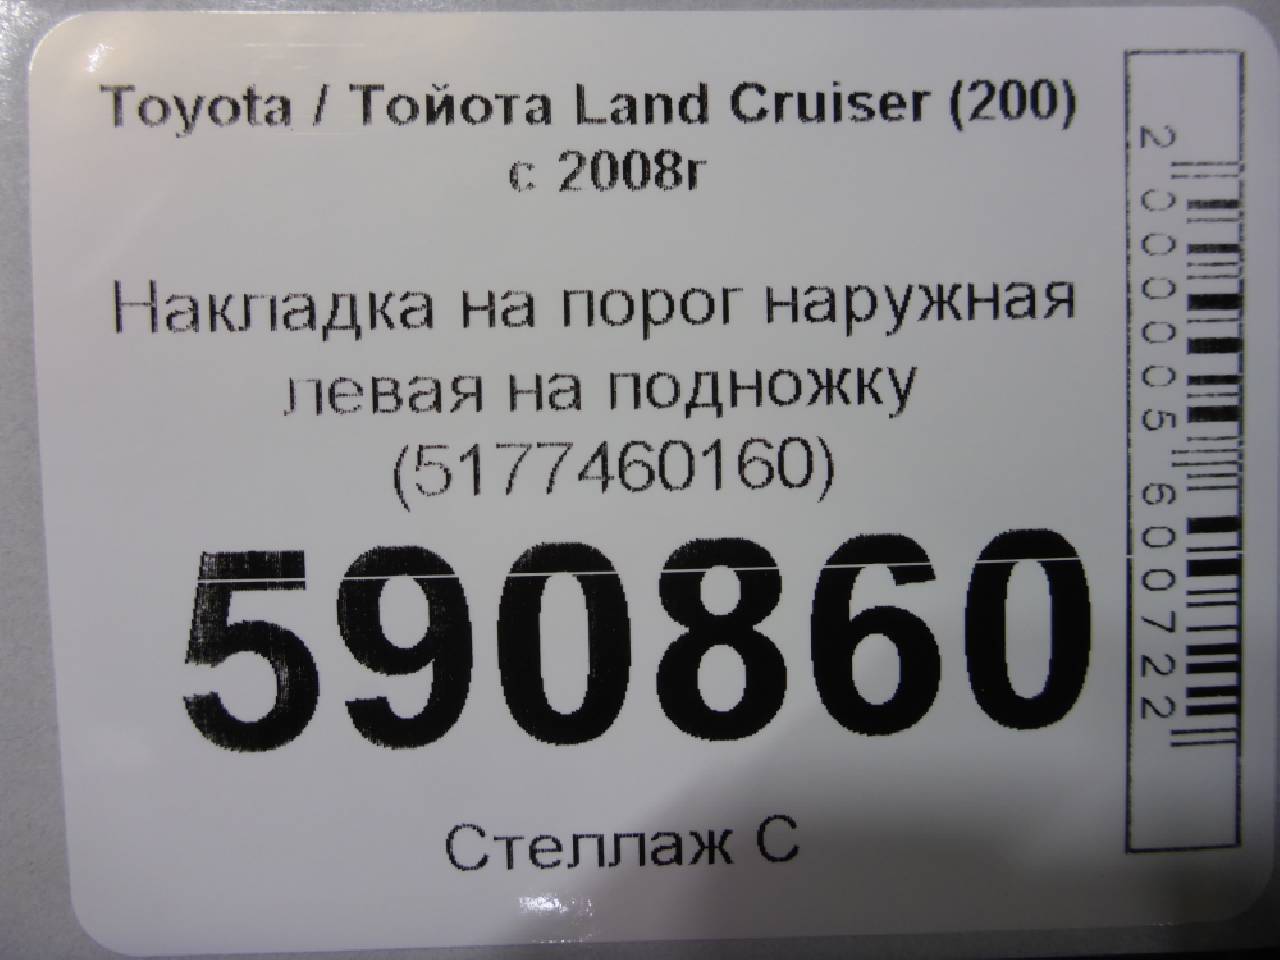 Toyota / Тойота Land Cruiser (200)
с 2008г
Накладка на порог наружная
левая на подножку
(5177460160)
590860
Стеллаж С
2000005600722